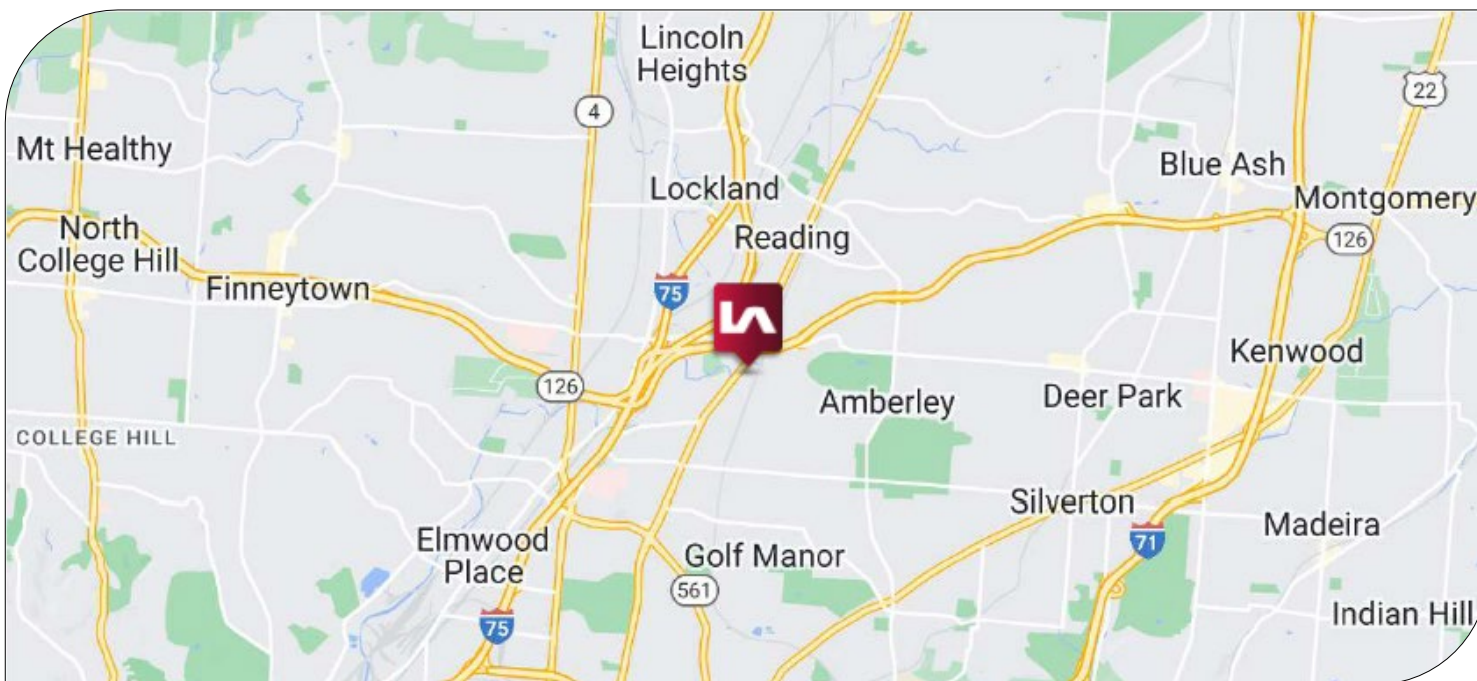 Lincoln
Heights
4
22
Mt Healthy
Blue Ash
Lockland
Montgomery
North
College Hill
Reading
126
Finneytown
75
LA
Kenwood
126
Amberley
Deer Park
COLLEGE HILL
Silverton
Madeira
Elmwood
Place
71
Golf Manor
561
Indian Hill
75